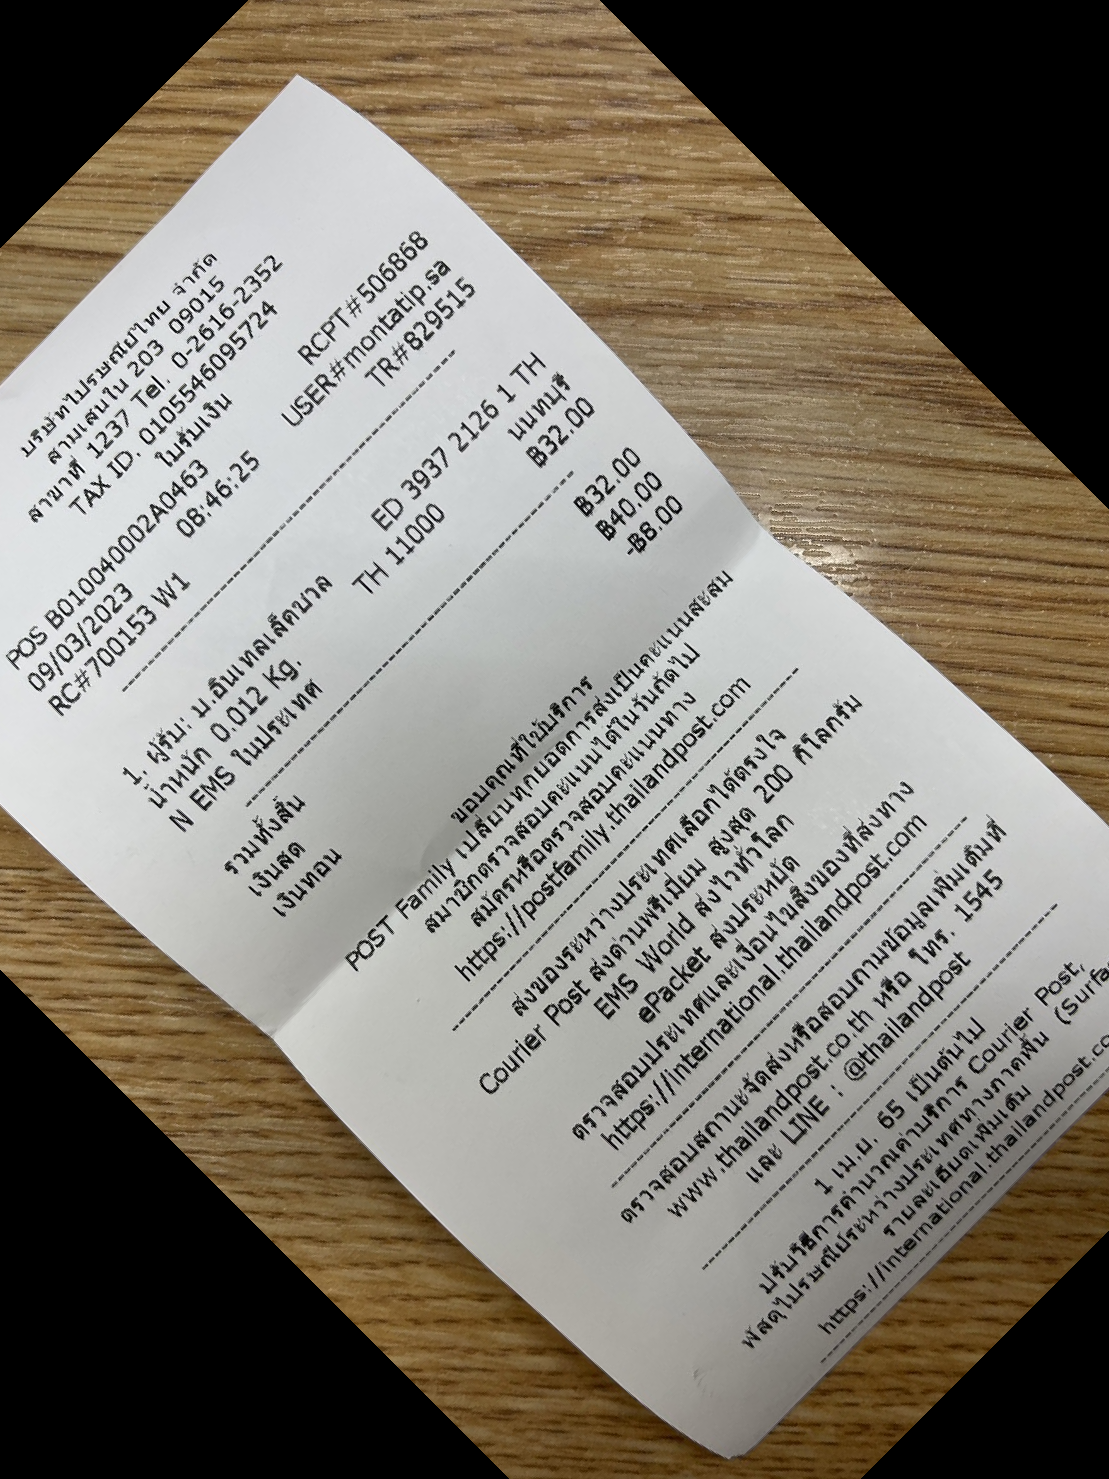 บริษัทไปรษณีย์ไทย จำกัด
สามเสนใน 203 09015
สาขาที่ 1237 Tel. 0-2616-2352
TAX ID. 0105546095724
ใบรับเงิน
POS B010040002A0463 RCPT#506868
09/03/2023 08:46:25 USER#montatip.sa
RC#700153 W1 TR#829515
1. ผู้รับ: บ.อินเทลเล็คบาล ED 3937 2126 1 TH
น้ำหนัก 0.012 Kg. TH 11000 นนทบุรี
N EMS ในประเทศ ฿32.00
รวมทั้งสิ้น ฿32.00
เงินสด ฿40.00
เงินทอน -฿8.00
ขอบคุณที่ใช้บริการ
POST Family เปลี่ยนทุกยอดการส่งเป็นคะแนนสะสม
สมาชิกตรวจสอบคะแนนได้ในวันถัดไป
สมัครหรือตรวจสอบคะแนนทาง
https://postfamily.thailandpost.com
ส่งของระหว่างประเทศเลือกได้ตรงใจ
Courier Post ส่งด่วนพรีเมียม สูงสุด 200 กิโลกรัม
EMS World ส่งไวทั่วโลก
ePacket ส่งประหยัด
ตรวจสอบประเทศและเงื่อนไขสิ่งของที่ส่งทาง
https://international.thailandpost.com
ตรวจสอบสถานะจัดส่งหรือสอบถามข้อมูลเพิ่มเติมที่
www.thailandpost.co.th หรือ โทร. 1545
และ LINE : @thailandpost
1 เม.ย. 65 เป็นต้นไป
ปรับวิธีการคำนวณค่าบริการ Courier Post,
พัสดุไปรษณีย์ระหว่างประเทศทางภาคพื้น
รายละเอียดเพิ่มเติม